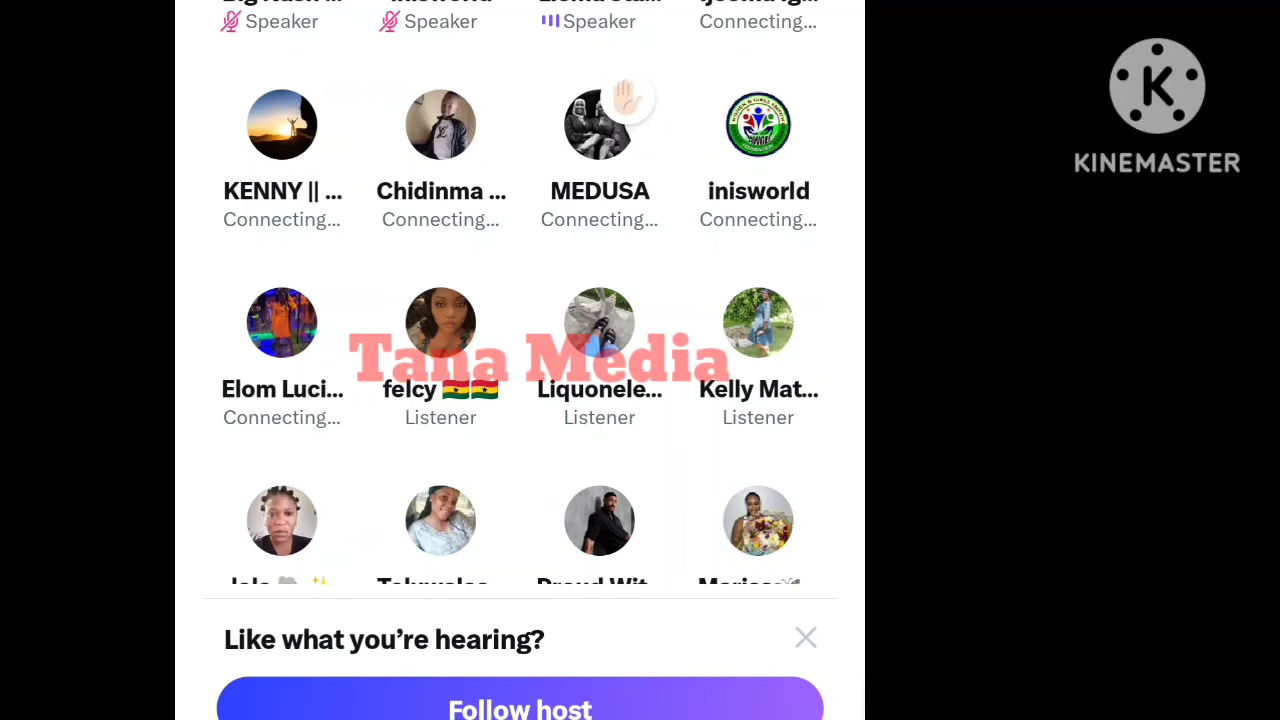 Speaker Speaker Speaker Connecting...
KENNY || ... Chidinma ... MEDUSA inisworld
Connecting... Connecting... Connecting... Connecting...
Tana Media
Elom Luci... felcy Liquonele... Kelly Mat...
Connecting... Listener Listener Listener
Like what you’re hearing?
Follow host
KINEMASTER